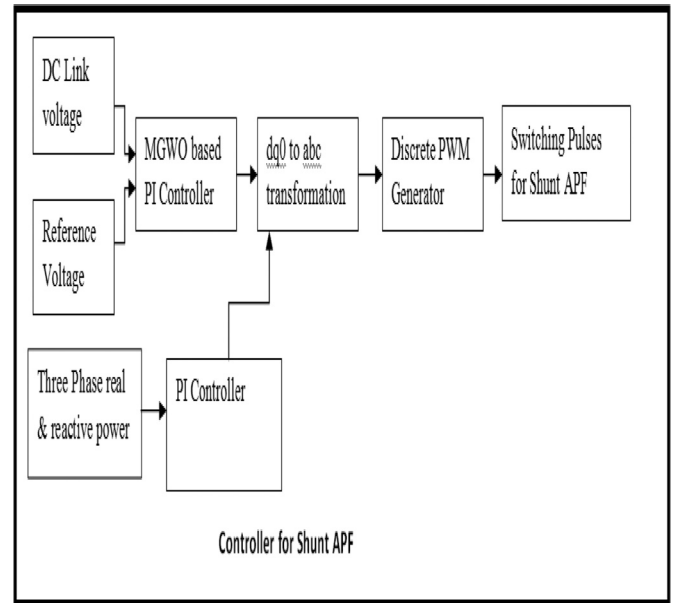 DC Link
voltage
MGWO based
PI Controller
dq0 to abc
transformation
Discrete PWM
Generator
Switching Pulses
for Shunt APF
Reference
Voltage
Three Phase real
& reactive power
PI Controller
Controller for Shunt APF